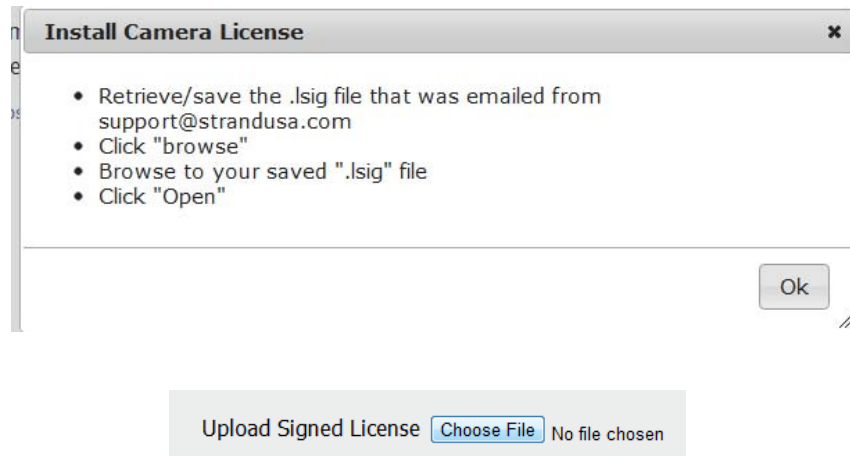 Install Camera License
Retrieve/save the .lsig file that was emailed from
support@strandusa.com
Click "browse"
Browse to your saved ".lsig" file
Click "Open"
Ok
Upload Signed License Choose File No file chosen